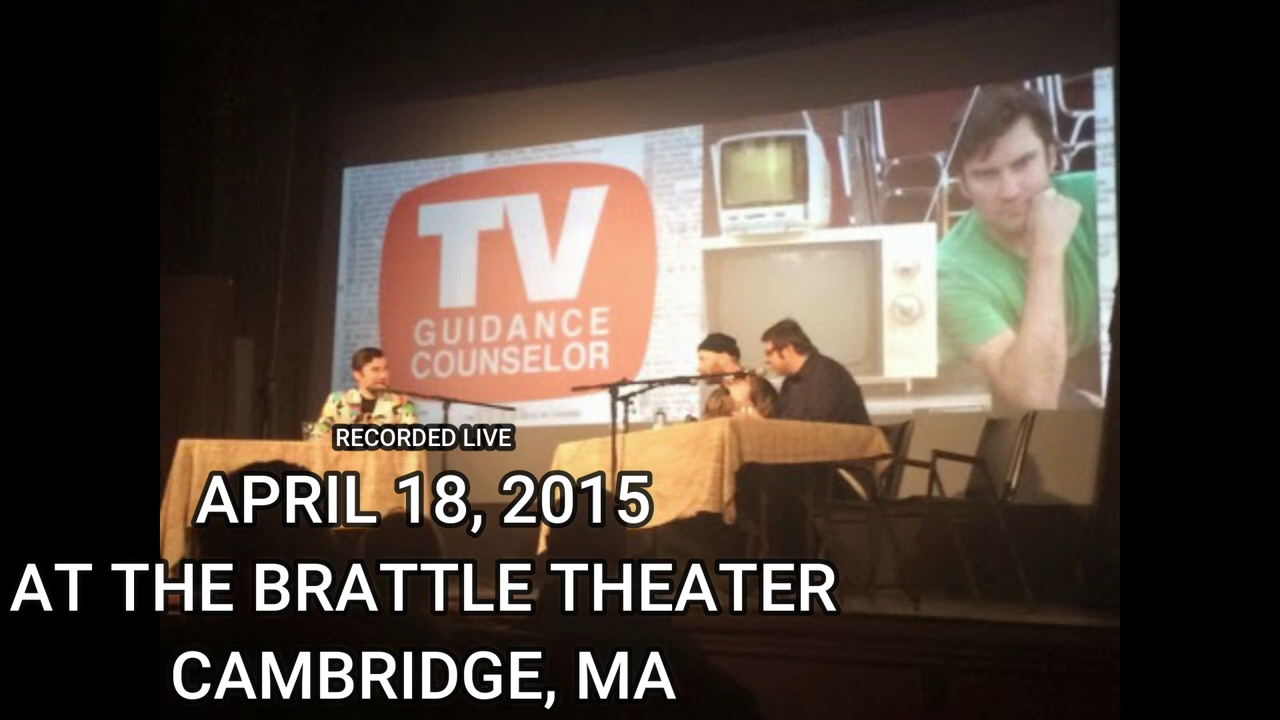 TV
GUIDANCE
COUNSELOR
RECORDED LIVE
APRIL 18, 2015
AT THE BRATTLE THEATER
CAMBRIDGE, MA